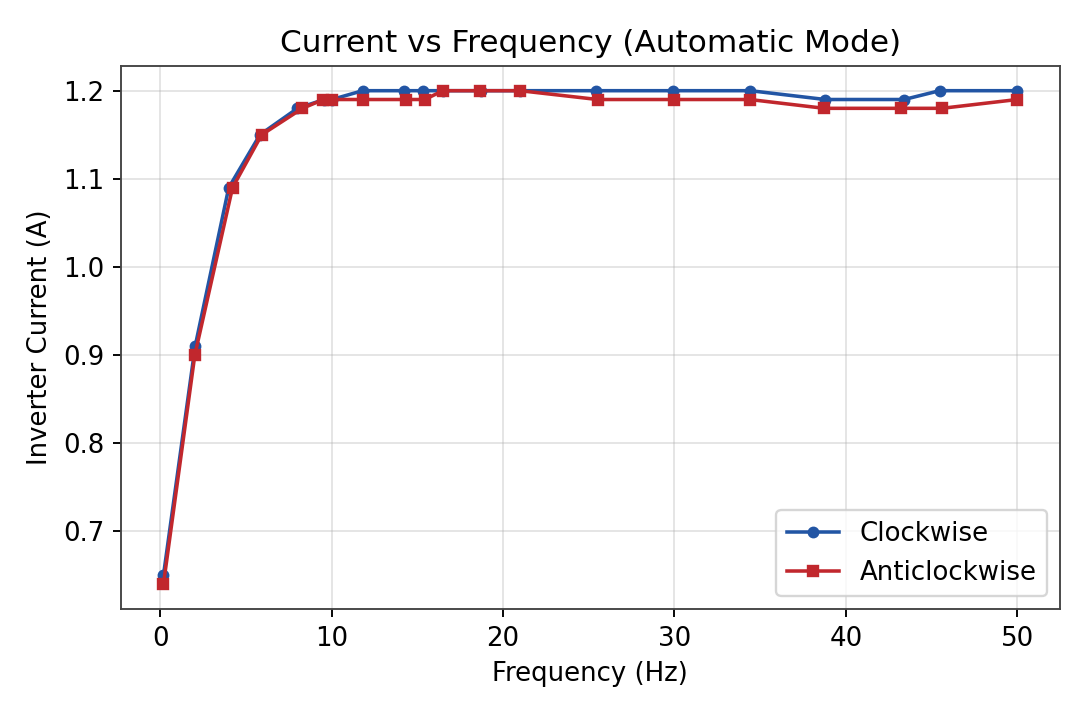 Current vs Frequency (Automatic Mode)
Inverter Current (A)
1.2
1.1
1.0
0.9
0.8
0.7
Clockwise
Anticlockwise
0 10 20 30 40 50
Frequency (Hz)